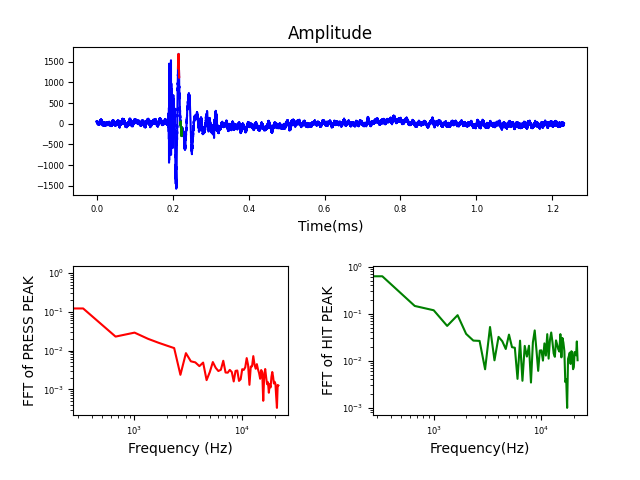 Amplitude
1500
1000
500
0
−500
−1000
−1500
0.0 0.2 0.4 0.6 0.8 1.0 1.2
Time(ms)
FFT of PRESS PEAK
10⁰
10⁻¹
10⁻²
10⁻³
10³ 10⁴
Frequency (Hz)
FFT of HIT PEAK
10⁰
10⁻¹
10⁻²
10⁻³
10³ 10⁴
Frequency(Hz)